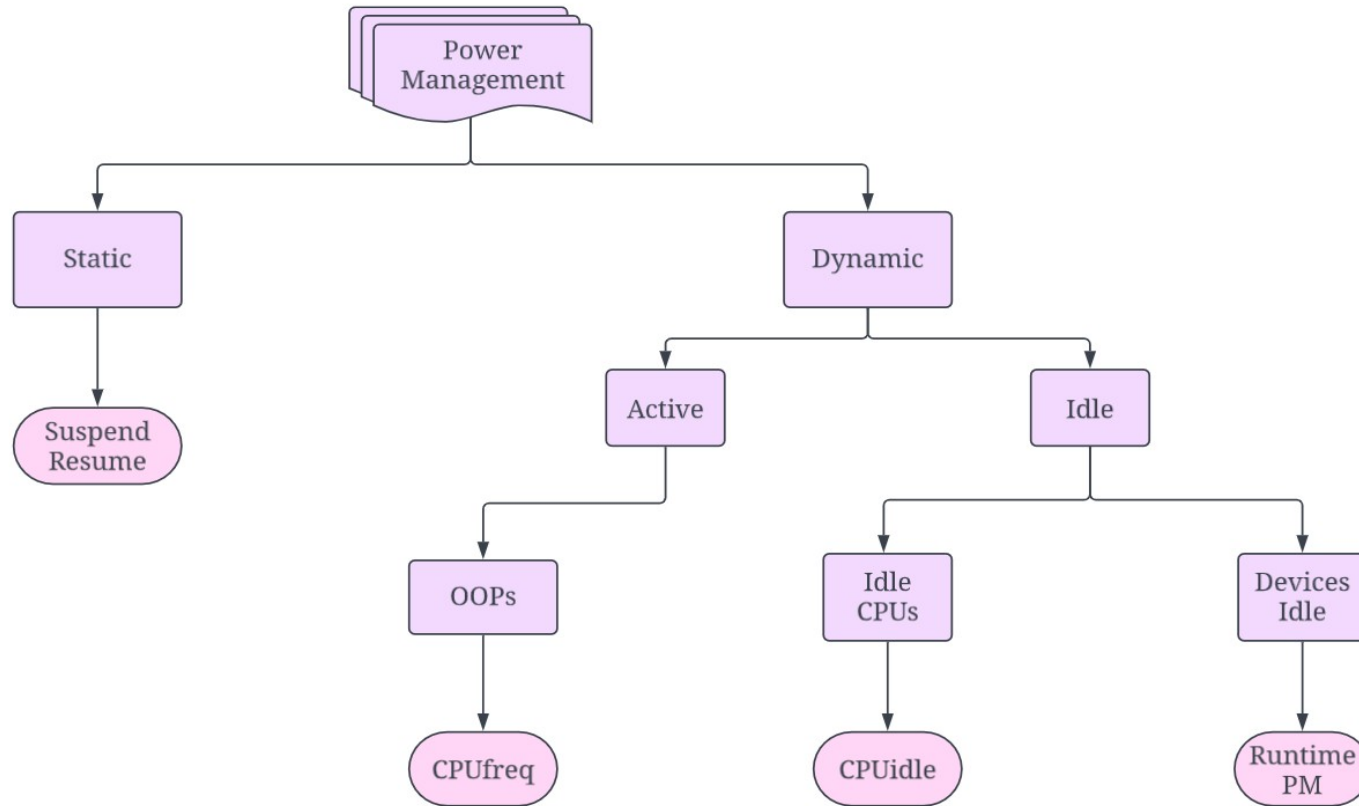 Power
Management
Static
Dynamic
Active
Idle
Suspend
Resume
OOPs
Idle
CPUs
Devices
Idle
CPUfreq
CPUidle
Runtime
PM